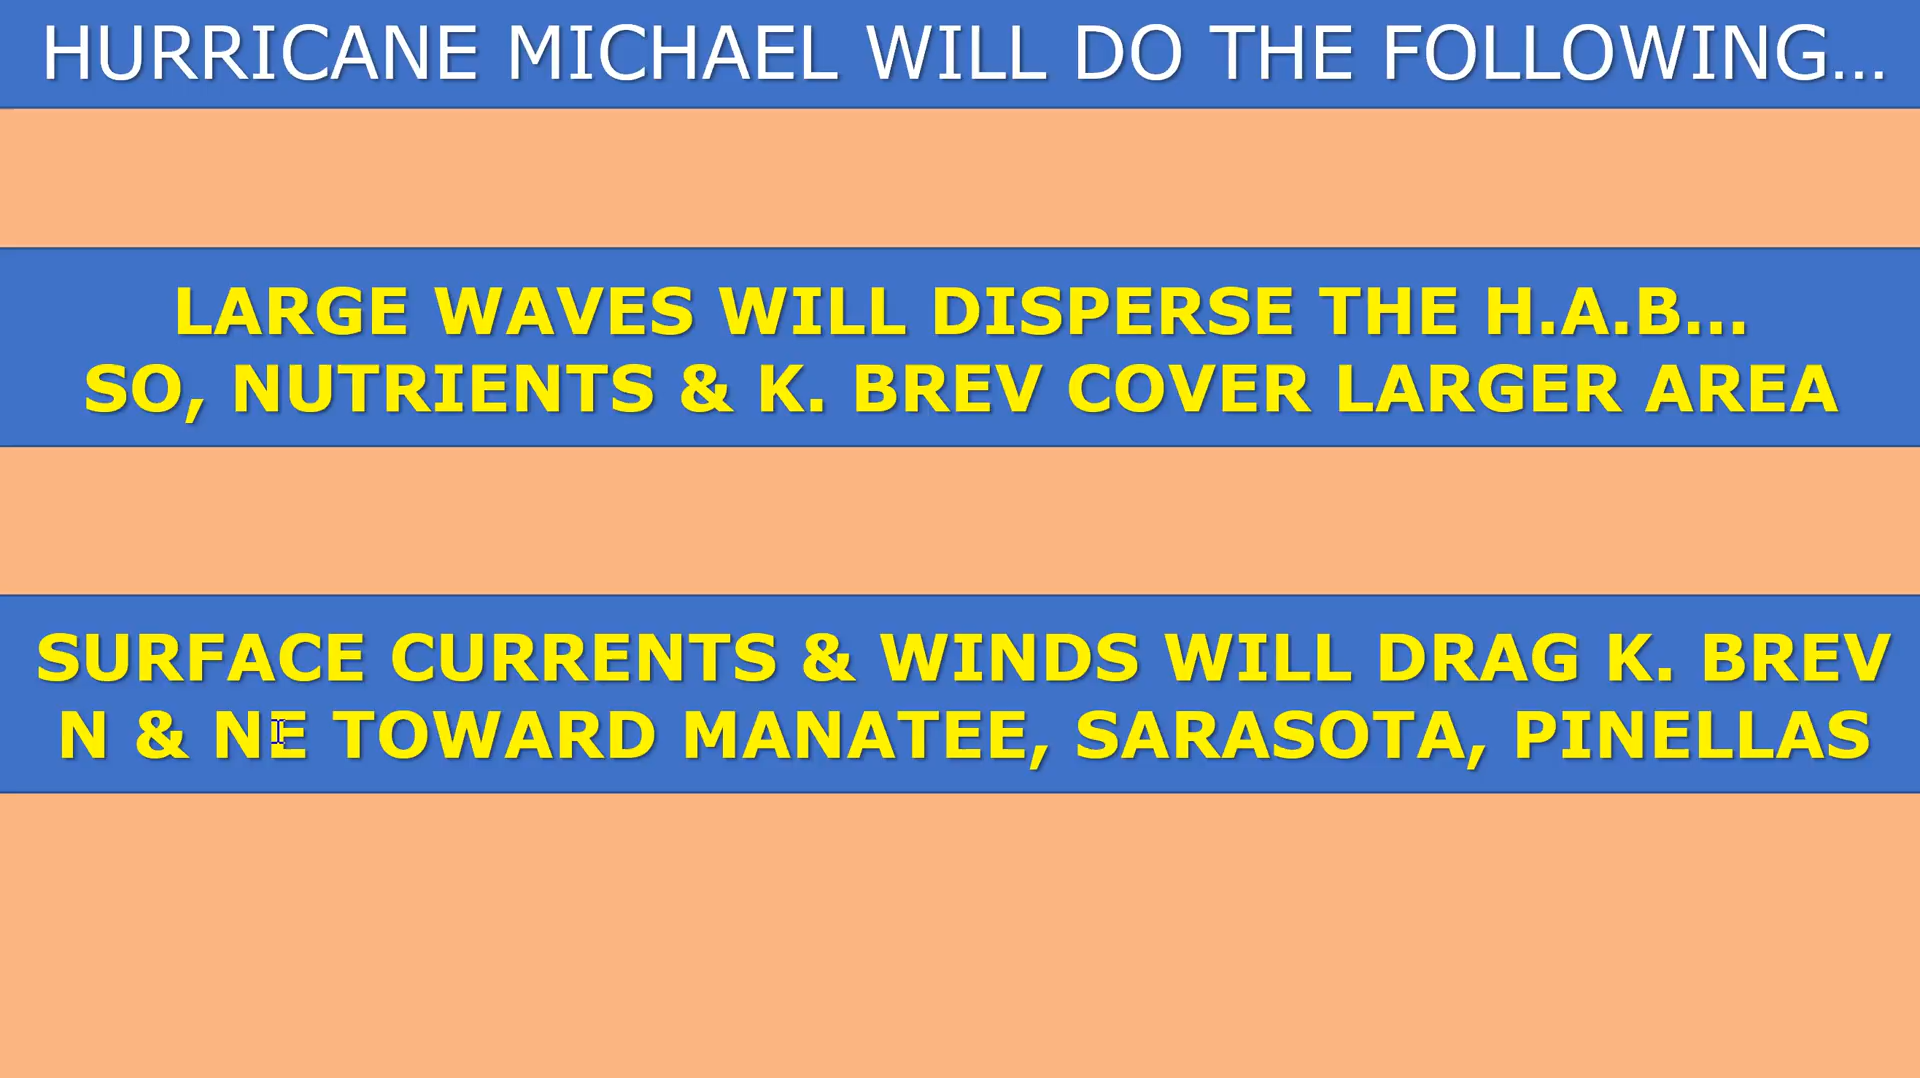 HURRICANE MICHAEL WILL DO THE FOLLOWING...
LARGE WAVES WILL DISPERSE THE H.A.B...
SO, NUTRIENTS & K. BREV COVER LARGER AREA
SURFACE CURRENTS & WINDS WILL DRAG K. BREV
N & NE TOWARD MANATEE, SARASOTA, PINELLAS